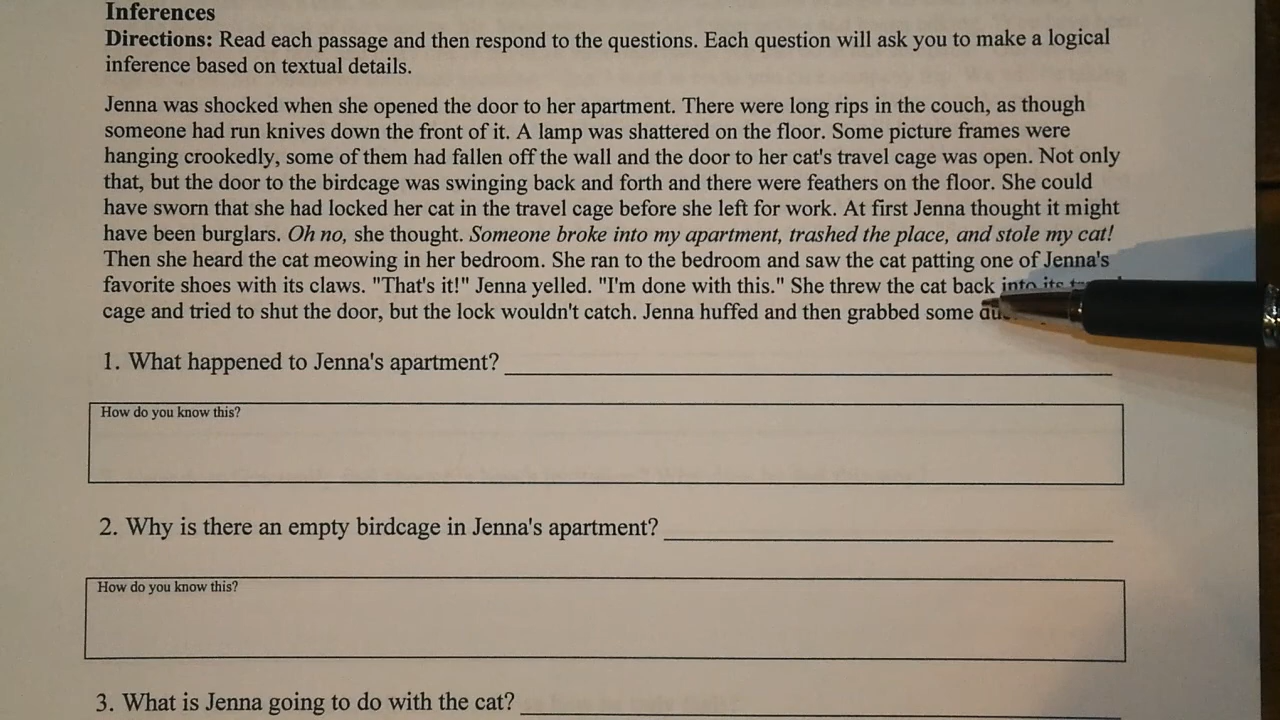 Inferences
Directions: Read each passage and then respond to the questions. Each question will ask you to make a logical
inference based on textual details.
Jenna was shocked when she opened the door to her apartment. There were long rips in the couch, as though
someone had run knives down the front of it. A lamp was shattered on the floor. Some picture frames were
hanging crookedly, some of them had fallen off the wall and the door to her cat's travel cage was open. Not only
that, but the door to the birdcage was swinging back and forth and there were feathers on the floor. She could
have sworn that she had locked her cat in the travel cage before she left for work. At first Jenna thought it might
have been burglars. Oh no, she thought. Someone broke into my apartment, trashed the place, and stole my cat!
Then she heard the cat meowing in her bedroom. She ran to the bedroom and saw the cat patting one of Jenna's
favorite shoes with its claws. "That's it!" Jenna yelled. "I'm done with this." She threw the cat back into its
cage and tried to shut the door, but the lock wouldn't catch. Jenna huffed and then grabbed some
1. What happened to Jenna's apartment?
How do you know this?
2. Why is there an empty birdcage in Jenna's apartment?
How do you know this?
3. What is Jenna going to do with the cat?